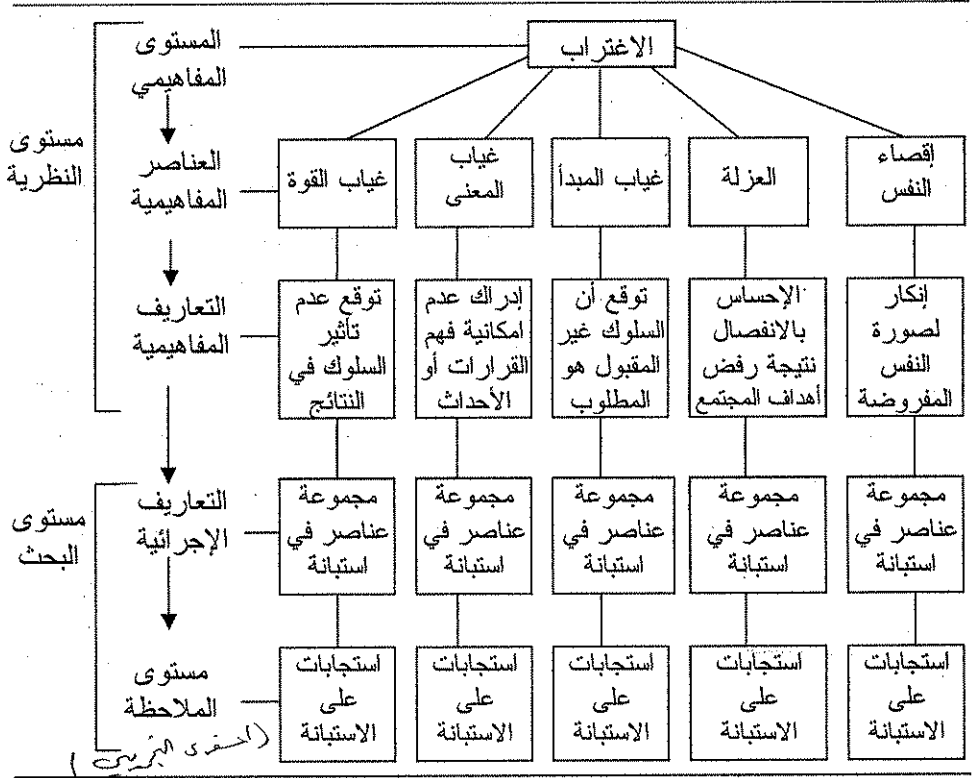 المستوى
المفاهيمي
الاغتراب
مستوى
النظرية
العناصر
المفاهيمية
غياب القوة
غياب
المعنى
غياب المبدأ
العزلة
إقصاء
النفس
التعاريف
المفاهيمية
توقع عدم
تأثير
السلوك في
النتائج
إدراك عدم
امكانية فهم
القرارات أو
الأحداث
توقع أن
السلوك غير
المقبول هو
المطلوب
الإحساس
بالانفصال
نتيجة رفض
أهداف المجتمع
إنكار
لصورة
النفس
المفروضة
مستوى
البحث
التعاريف
الإجرائية
مجموعة
عناصر في
استبانة
مجموعة
عناصر في
استبانة
مجموعة
عناصر في
استبانة
مجموعة
عناصر في
استبانة
مجموعة
عناصر في
استبانة
مستوى
الملاحظة
(المستوى التجريبي)
استجابات
على
الاستبانة
استجابات
على
الاستبانة
استجابات
على
الاستبانة
استجابات
على
الاستبانة
استجابات
على
الاستبانة